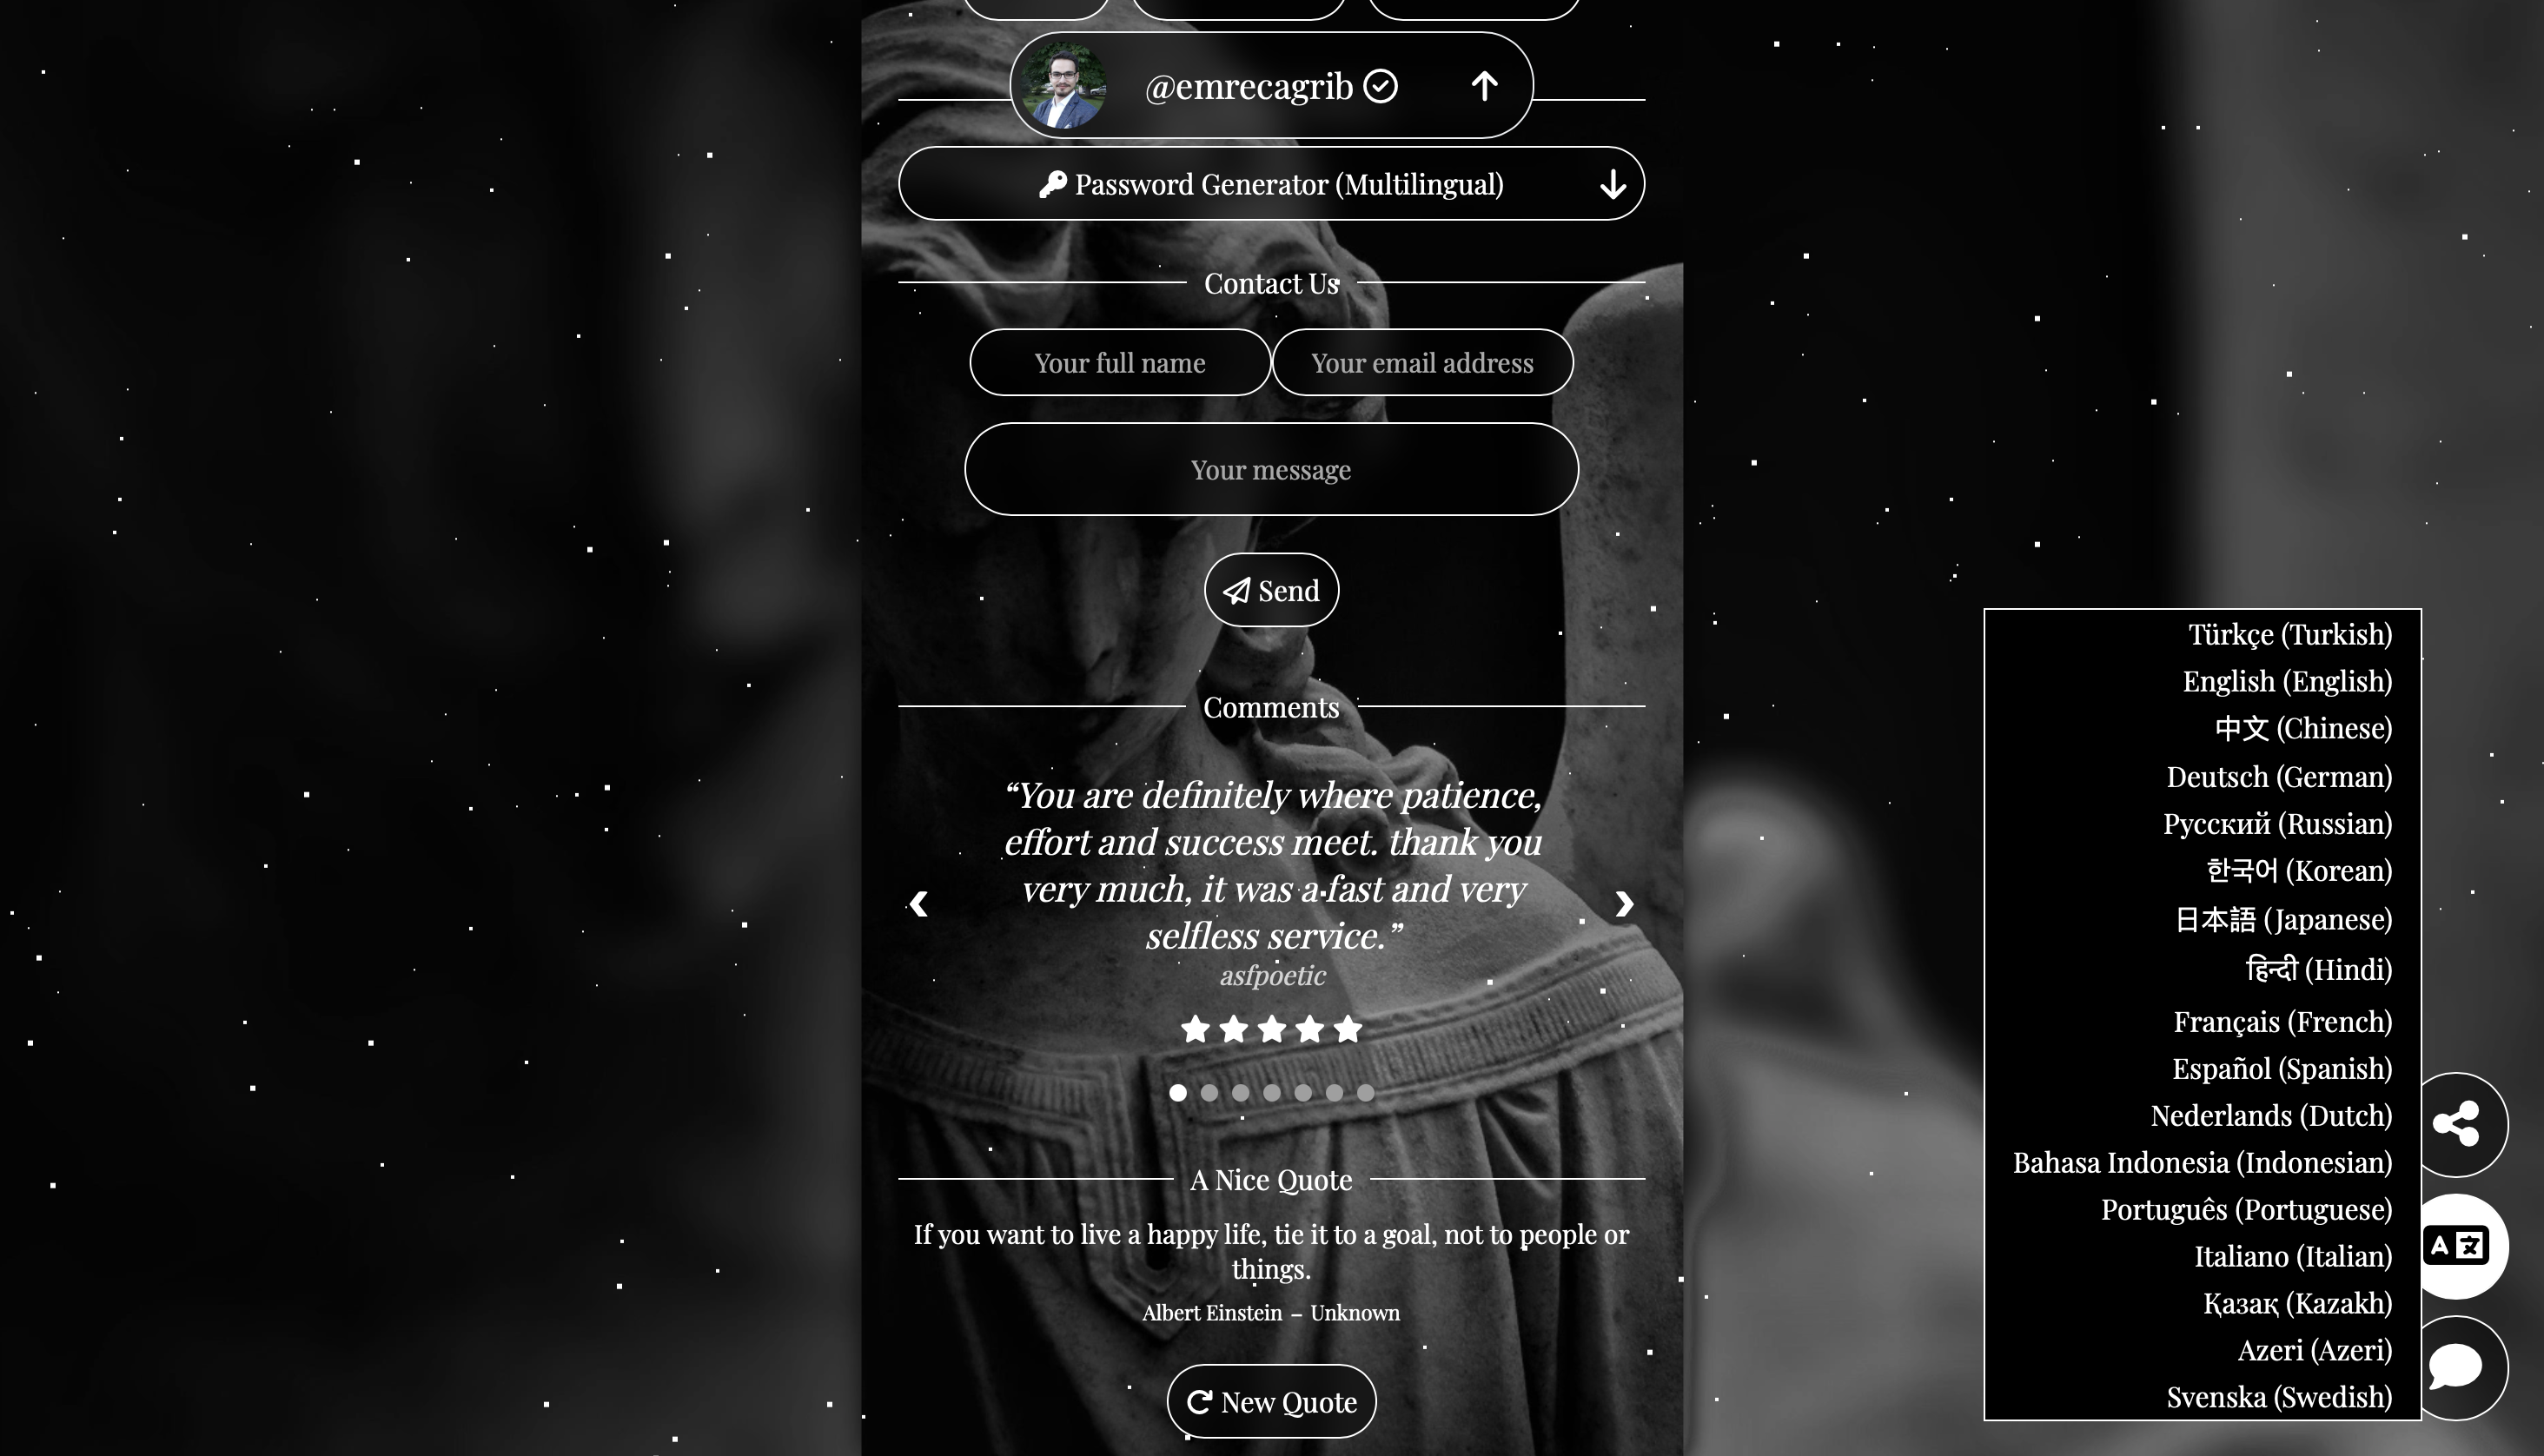 @emrecagrib
Password Generator (Multilingual)
Contact Us
Your full name
Your email address
Your message
Send
Comments
“You are definitely where patience,
effort and success meet. thank you
very much, it was a fast and very
selfless service.”
asfpoetic
A Nice Quote
If you want to live a happy life, tie it to a goal, not to people or
things.
Albert Einstein – Unknown
New Quote
Türkçe (Turkish)
English (English)
中文 (Chinese)
Deutsch (German)
Русский (Russian)
한국어 (Korean)
日本語 (Japanese)
हिन्दी (Hindi)
Français (French)
Español (Spanish)
Nederlands (Dutch)
Bahasa Indonesia (Indonesian)
Português (Portuguese)
Italiano (Italian)
Қазақ (Kazakh)
Azeri (Azeri)
Svenska (Swedish)
A 文